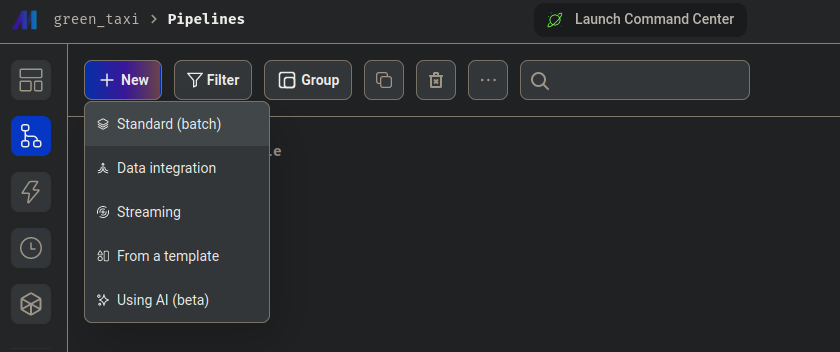 green_taxi > Pipelines
Launch Command Center
New
Filter
Group
Standard (batch)
Data integration
Streaming
From a template
Using AI (beta)